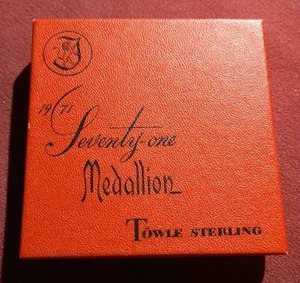 1971
Seventy-one
Medallion
TOWLE STERLING